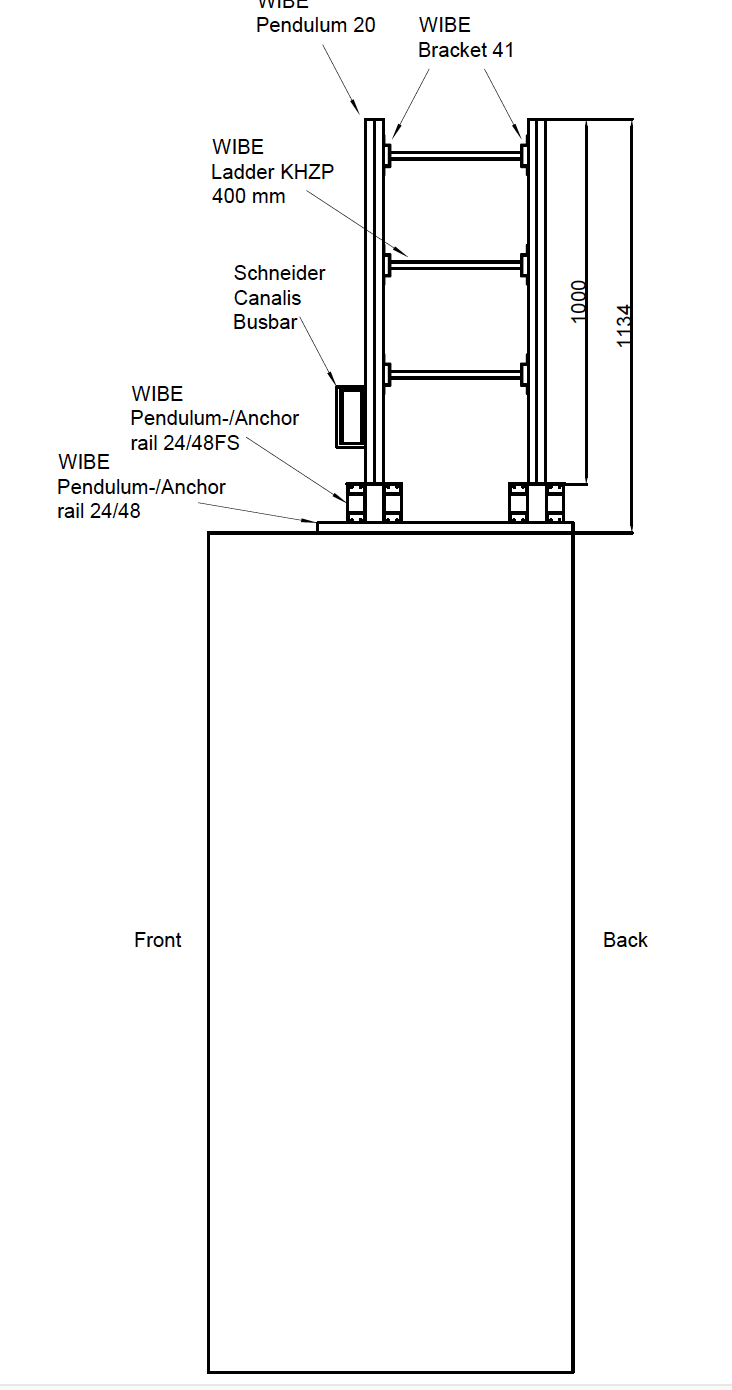 WIBE
Pendulum 20
WIBE
Bracket 41
WIBE
Ladder KHZP
400 mm
Schneider
Canalis
Busbar
1000
1134
WIBE
Pendulum-/Anchor
rail 24/48FS
WIBE
Pendulum-/Anchor
rail 24/48
Front
Back